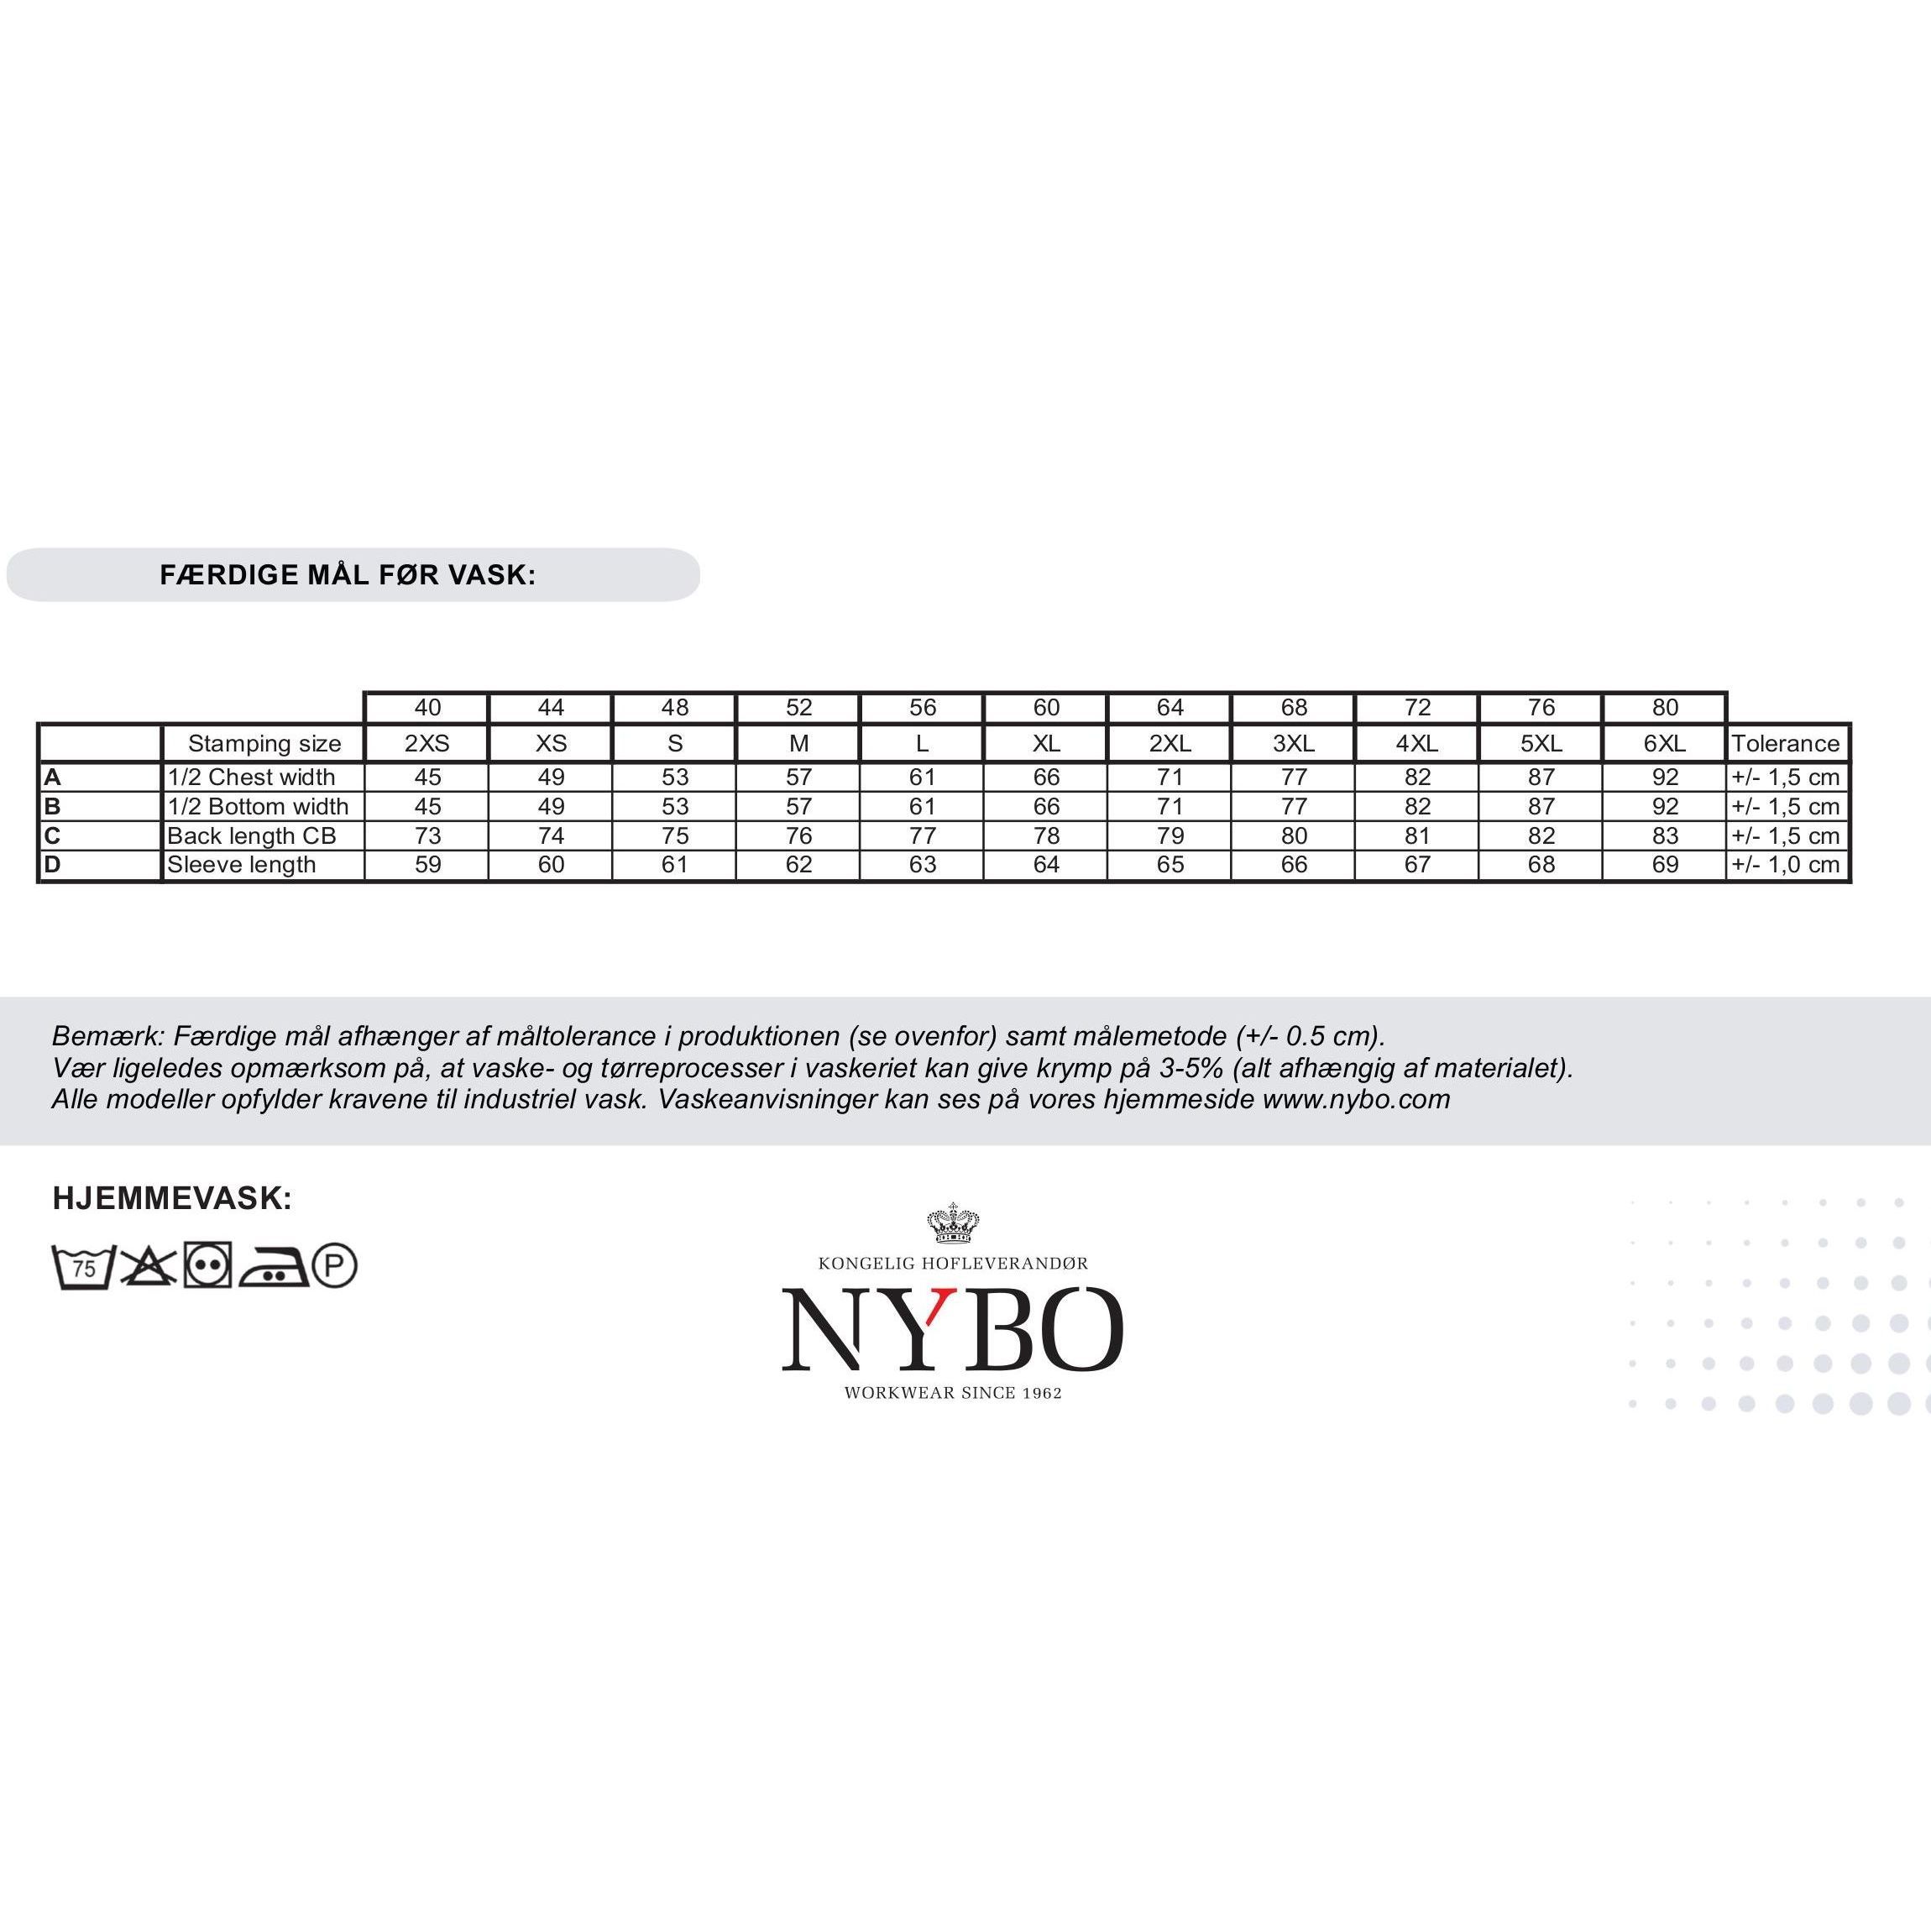 FÆRDIGE MÅL FØR VASK:
40 44 48 52 56 60 64 68 72 76 80
Stamping size 2XS XS S M L XL 2XL 3XL 4XL 5XL 6XL Tolerance
A 1/2 Chest width 45 49 53 57 61 66 71 77 82 87 92 +/- 1,5 cm
B 1/2 Bottom width 45 49 53 57 61 66 71 77 82 87 92 +/- 1,5 cm
C Back length CB 73 74 75 76 77 78 79 80 81 82 83 +/- 1,5 cm
D Sleeve length 59 60 61 62 63 64 65 66 67 68 69 +/- 1,0 cm
Bemærk: Færdige mål afhænger af måltolerance i produktionen (se ovenfor) samt målemetode (+/- 0.5 cm).
Vær ligeledes opmærksom på, at vaske- og tørreprocesser i vaskeriet kan give krymp på 3-5% (alt afhængig af materialet).
Alle modeller opfylder kravene til industriel vask. Vaskeanvisninger kan ses på vores hjemmeside www.nybo.com
HJEMMEVASK:
75 P
KONGELIG HOFLEVERANDØR
NYBO
WORKWEAR SINCE 1962